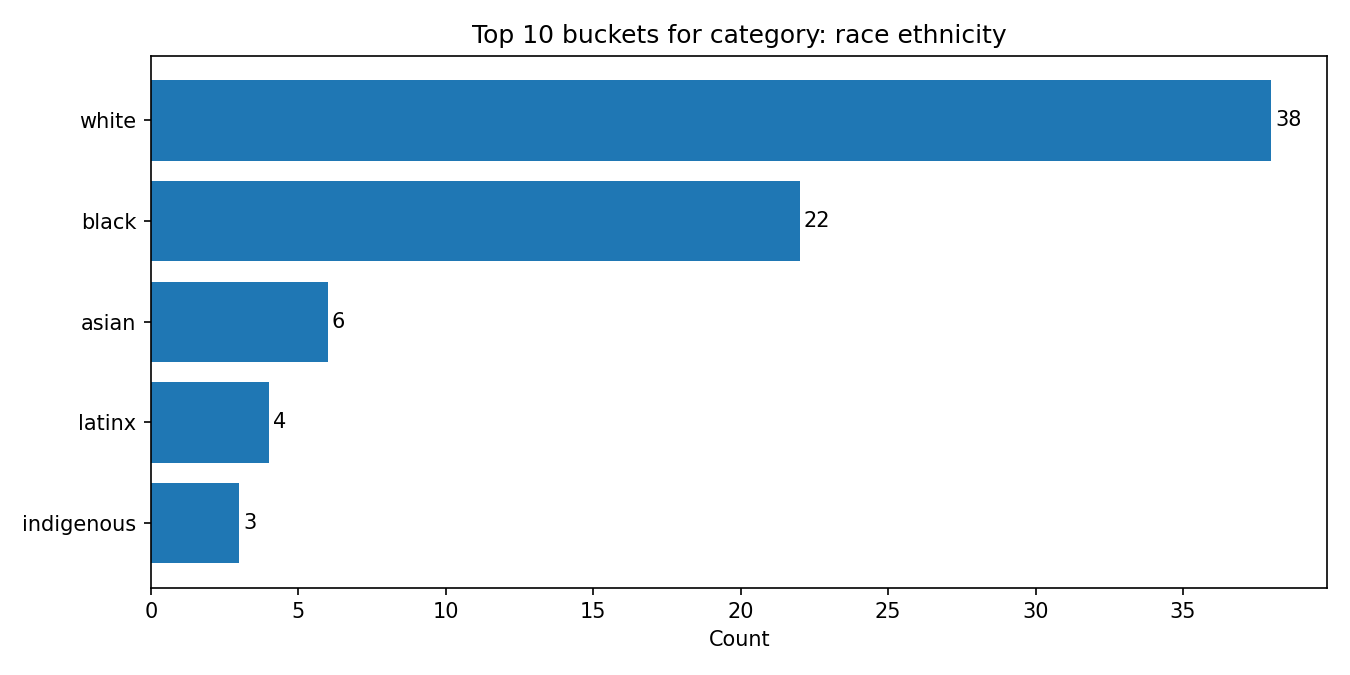 Top 10 buckets for category: race ethnicity
white 38
black 22
asian 6
latinx 4
indigenous 3
0 5 10 15 20 25 30 35
Count